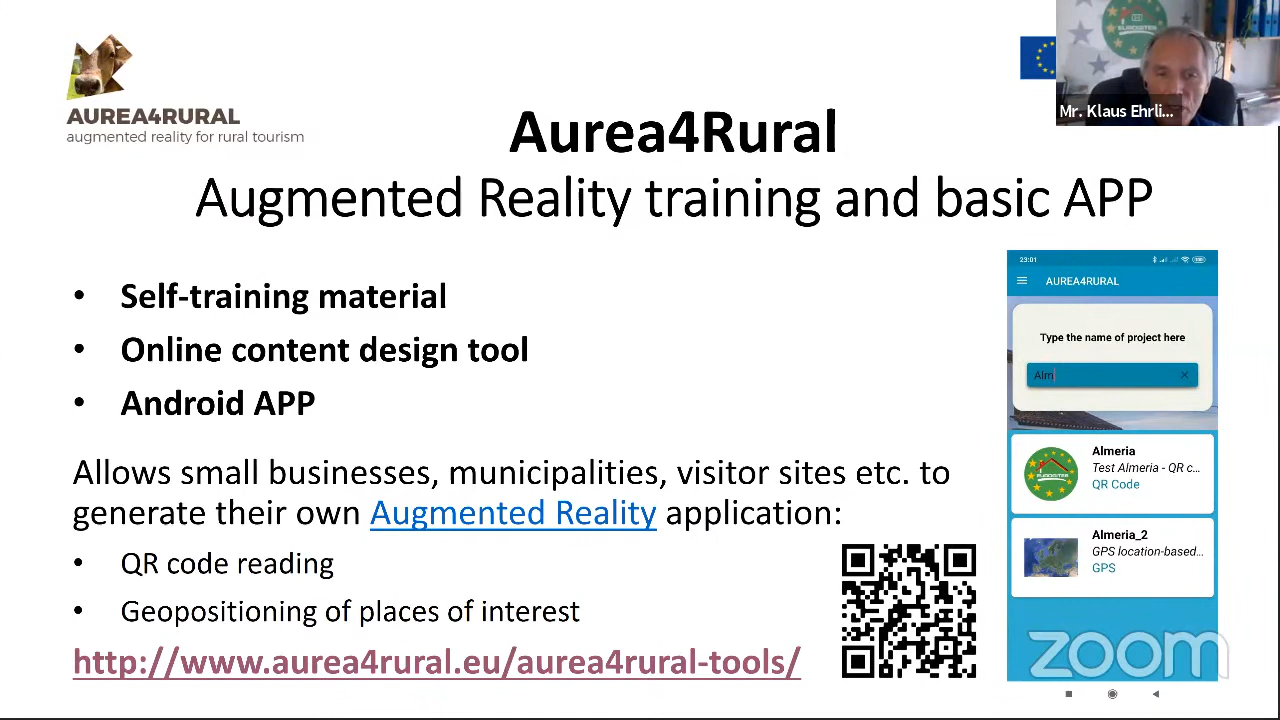 AUREA4RURAL
augmented reality for rural tourism
Mr. Klaus Ehrli...
Aurea4Rural
Augmented Reality training and basic APP
• Self-training material
• Online content design tool
• Android APP
Allows small businesses, municipalities, visitor sites etc. to
generate their own Augmented Reality application:
• QR code reading
• Geopositioning of places of interest
http://www.aurea4rural.eu/aurea4rural-tools/
23:01
AUREA4RURAL
Type the name of project here
Alm
Almeria
Test Almeria - QR c...
QR Code
Almeria_2
GPS location-based...
GPS
zoom